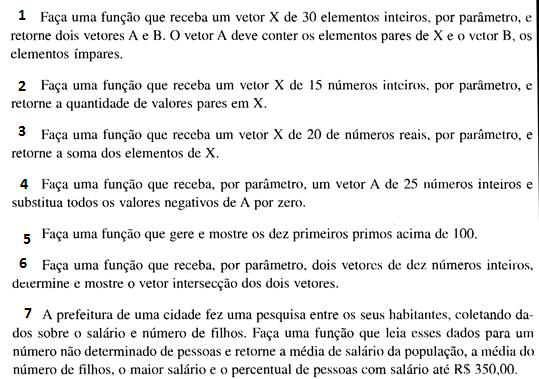 1 Faça uma função que receba um vetor X de 30 elementos inteiros, por parâmetro, e
retorne dois vetores A e B. O vetor A deve conter os elementos pares de X e o vetor B, os
elementos ímpares.
2 Faça uma função que receba um vetor X de 15 números inteiros, por parâmetro, e
retorne a quantidade de valores pares em X.
3 Faça uma função que receba um vetor X de 20 de números reais, por parâmetro, e
retorne a soma dos elementos de X.
4 Faça uma função que receba, por parâmetro, um vetor A de 25 números inteiros e
substitua todos os valores negativos de A por zero.
5 Faça uma função que gere e mostre os dez primeiros primos acima de 100.
6 Faça uma função que receba, por parâmetro, dois vetores de dez números inteiros,
determine e mostre o vetor intersecção dos dois vetores.
7 A prefeitura de uma cidade fez uma pesquisa entre os seus habitantes, coletando da-
dos sobre o salário e número de filhos. Faça uma função que leia esses dados para um
número não determinado de pessoas e retorne a média de salário da população, a média do
número de filhos, o maior salário e o percentual de pessoas com salário até R$ 350,00.